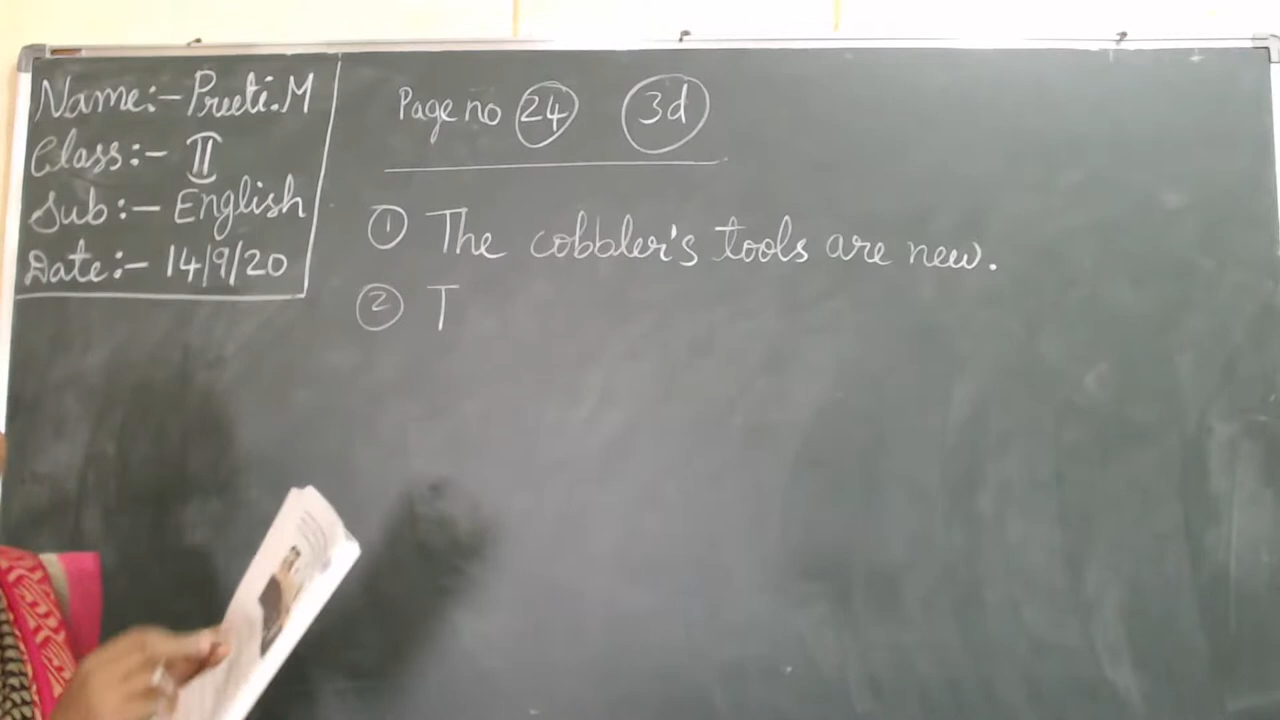 Name:- Preeti.M
Class:- II
Sub:- English
Date:- 14/9/20
Page no 24 3d
1 The cobbler's tools are new.
2 T